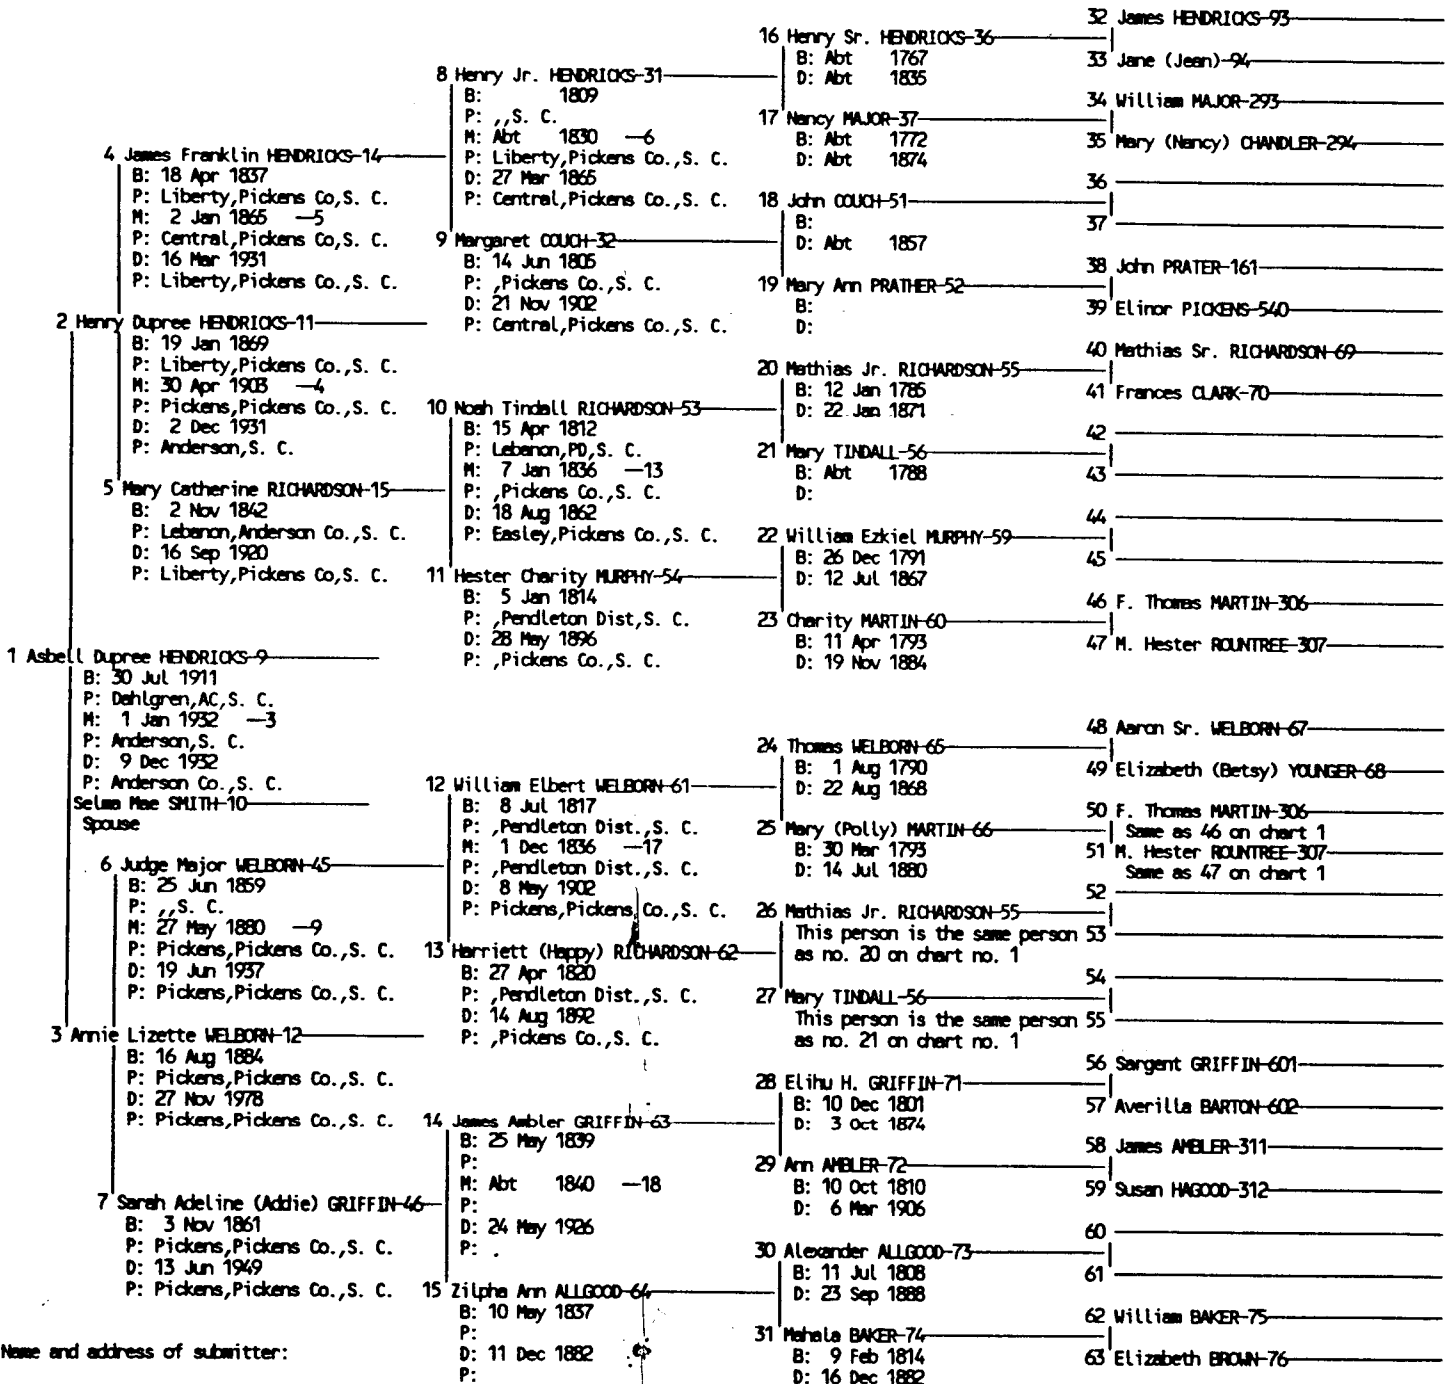 1 Asbell Dupree HENDRICKS-9
B: 30 Jul 1911
P: Dahlgren,AC,S. C.
M: 1 Jan 1932 —3
P: Anderson,S. C.
D: 9 Dec 1932
P: Anderson Co.,S. C.
Selma Mae SMITH-10
Spouse
2 Henry Dupree HENDRICKS-11
B: 19 Jan 1869
P: Liberty,Pickens Co.,S. C.
M: 30 Apr 1903 —4
P: Pickens,Pickens Co.,S. C.
D: 2 Dec 1931
P: Anderson,S. C.
3 Annie Lizette WELBORN-12
B: 16 Aug 1884
P: Pickens,Pickens Co.,S. C.
D: 27 Nov 1978
P: Pickens,Pickens Co.,S. C.
4 James Franklin HENDRICKS-14
B: 18 Apr 1837
P: Liberty,Pickens Co,S. C.
M: 2 Jan 1865 —5
P: Central,Pickens Co,S. C.
D: 16 Mar 1931
P: Liberty,Pickens Co.,S. C.
5 Mary Catherine RICHARDSON-15
B: 2 Nov 1842
P: Lebanon,Anderson Co.,S. C.
D: 16 Sep 1920
P: Liberty,Pickens Co,S. C.
6 Judge Major WELBORN-45
B: 25 Jun 1859
P: ,,S. C.
M: 27 May 1880 —9
P: Pickens,Pickens Co.,S. C.
D: 19 Jun 1937
P: Pickens,Pickens Co.,S. C.
7 Sarah Adeline (Addie) GRIFFIN-46
B: 3 Nov 1861
P: Pickens,Pickens Co.,S. C.
D: 13 Jun 1949
P: Pickens,Pickens Co.,S. C.
8 Henry Jr. HENDRICKS-31
B: 1809
P: ,,S. C.
M: Abt 1830 —6
P: Liberty,Pickens Co.,S. C.
D: 27 Mar 1865
P: Central,Pickens Co.,S. C.
9 Margaret COUCH-32
B: 14 Jun 1805
P: ,Pickens Co.,S. C.
D: 21 Nov 1902
P: Central,Pickens Co.,S. C.
10 Noah Tindall RICHARDSON-53
B: 15 Apr 1812
P: Lebanon,PD,S. C.
M: 7 Jan 1836 —13
P: ,Pickens Co.,S. C.
D: 18 Aug 1862
P: Easley,Pickens Co.,S. C.
11 Hester Charity MURPHY-54
B: 5 Jan 1814
P: ,Pendleton Dist,S. C.
D: 28 May 1896
P: ,Pickens Co.,S. C.
12 William Elbert WELBORN-61
B: 8 Jul 1817
P: ,Pendleton Dist.,S. C.
M: 1 Dec 1836 —17
P: ,Pendleton Dist.,S. C.
D: 8 May 1902
P: Pickens,Pickens Co.,S. C.
13 Harriett (Happy) RICHARDSON-62
B: 27 Apr 1820
P: ,Pendleton Dist.,S. C.
D: 14 Aug 1892
P: ,Pickens Co.,S. C.
14 James Ambler GRIFFIN-63
B: 25 May 1839
P:
M: Abt 1840 —18
P:
D: 24 May 1926
P: .
15 Zilpha Ann ALLGOOD-64
B: 10 May 1837
P:
D: 11 Dec 1882
P:
16 Henry Sr. HENDRICKS-36
B: Abt 1767
D: Abt 1835
17 Nancy MAJOR-37
B: Abt 1772
D: Abt 1874
18 John COUCH-51
B:
D: Abt 1857
19 Mary Ann PRATHER-52
B:
D:
20 Mathias Jr. RICHARDSON-55
B: 12 Jan 1785
D: 22 Jan 1871
21 Mary TINDALL-56
B: Abt 1788
D:
22 William Ezkiel MURPHY-59
B: 26 Dec 1791
D: 12 Jul 1867
23 Charity MARTIN-60
B: 11 Apr 1793
D: 19 Nov 1884
24 Thomas WELBORN-65
B: 1 Aug 1790
D: 22 Aug 1868
25 Mary (Polly) MARTIN-66
B: 30 Mar 1793
D: 14 Jul 1880
26 Mathias Jr. RICHARDSON-55
This person is the same person
as no. 20 on chart no. 1
27 Mary TINDALL-56
This person is the same person
as no. 21 on chart no. 1
28 Elihu H. GRIFFIN-71
B: 10 Dec 1801
D: 3 Oct 1874
29 Ann AMBLER-72
B: 10 Oct 1810
D: 6 Mar 1906
30 Alexander ALLGOOD-73
B: 11 Jul 1808
D: 23 Sep 1888
31 Mahala BAKER-74
B: 9 Feb 1814
D: 16 Dec 1882
32 James HENDRICKS-93
33 Jane (Jean)-94
34 William MAJOR-293
35 Mary (Nancy) CHANDLER-294
36
37
38 John PRATER-161
39 Elinor PICKENS-540
40 Mathias Sr. RICHARDSON-69
41 Frances CLARK-70
42
43
44
45
46 F. Thomas MARTIN-306
47 M. Hester ROUNTREE-307
48 Aaron Sr. WELBORN-67
49 Elizabeth (Betsy) YOUNGER-68
50 F. Thomas MARTIN-306
Same as 46 on chart 1
51 M. Hester ROUNTREE-307
Same as 47 on chart 1
52
53
54
55
56 Sargent GRIFFIN-601
57 Averilla BARTON-602
58 James AMBLER-311
59 Susan HAGOOD-312
60
61
62 William BAKER-75
63 Elizabeth BROWN-76
Name and address of submitter: